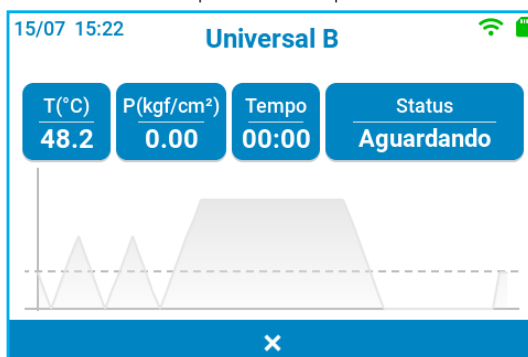 15/07 15:22
Universal B
T(°C) P(kgf/cm²) Tempo Status
48.2 0.00 00:00 Aguardando